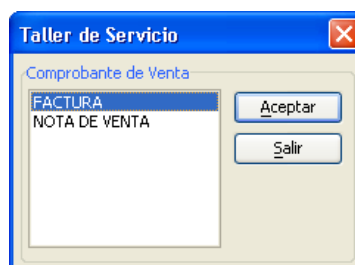 Taller de Servicio
Comprobante de Venta
FACTURA
NOTA DE VENTA
Aceptar
Salir